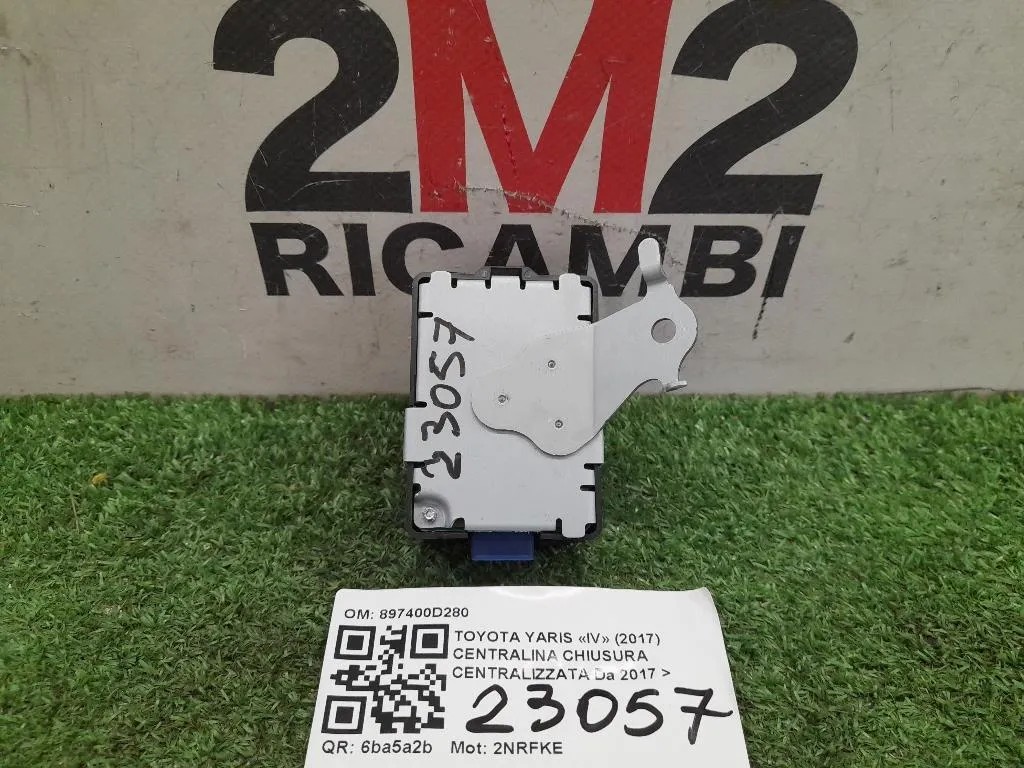 2M2
RICAMBI
23057
OM: 897400D280
TOYOTA YARIS «IV» (2017)
CENTRALINA CHIUSURA
CENTRALIZZATA Da 2017 >
23057
QR: 6ba5a2b Mot: 2NRFKE